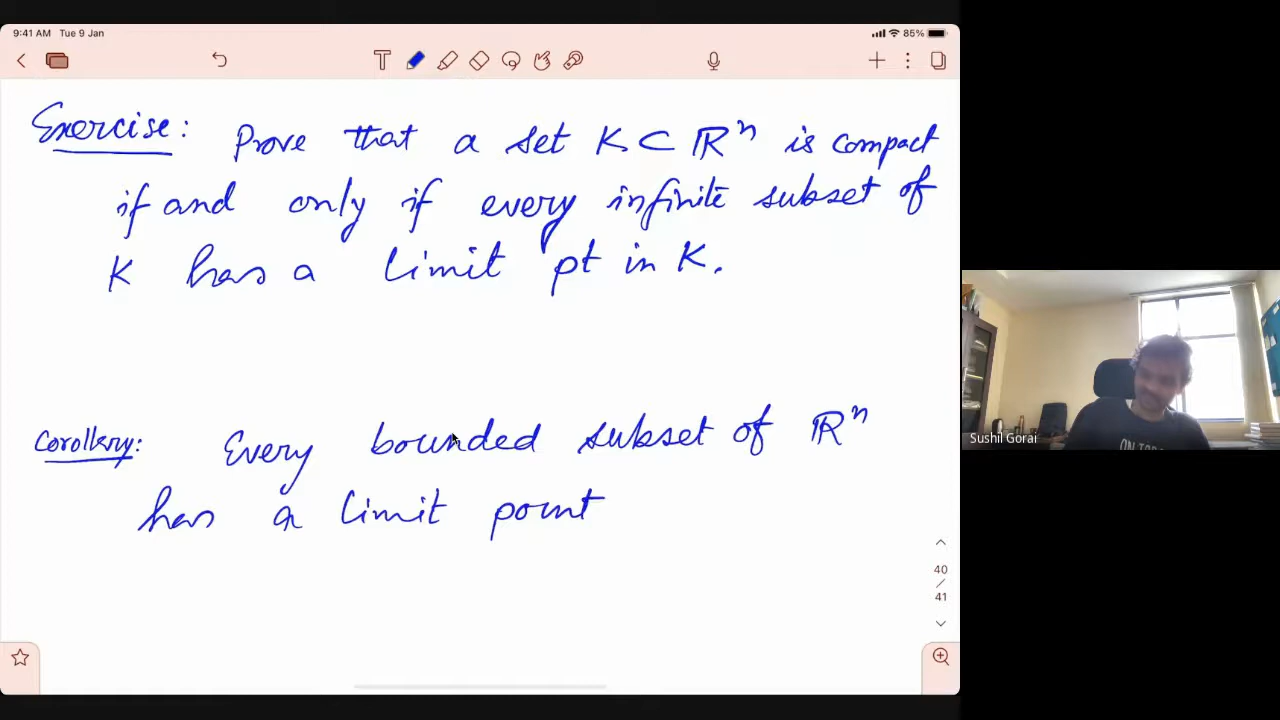 9:41 AM Tue 9 Jan
85%
T
Exercise: Prove that a set K ⊂ ℝⁿ is compact
if and only if every infinite subset of
K has a limit pt in K.
Corollery: Every bounded subset of ℝⁿ
has a limit point
40
/
41
Sushil Gorai